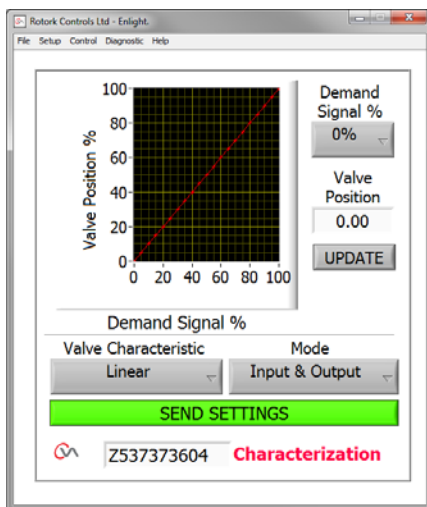 Rotork Controls Ltd - Enlight.
File Setup Control Diagnostic Help
Demand
Signal %
0%
Valve
Position
0.00
UPDATE
Valve Position %
100
80
60
40
20
0
0 20 40 60 80 100
Demand Signal %
Valve Characteristic Mode
Linear Input & Output
SEND SETTINGS
Z537373604 Characterization